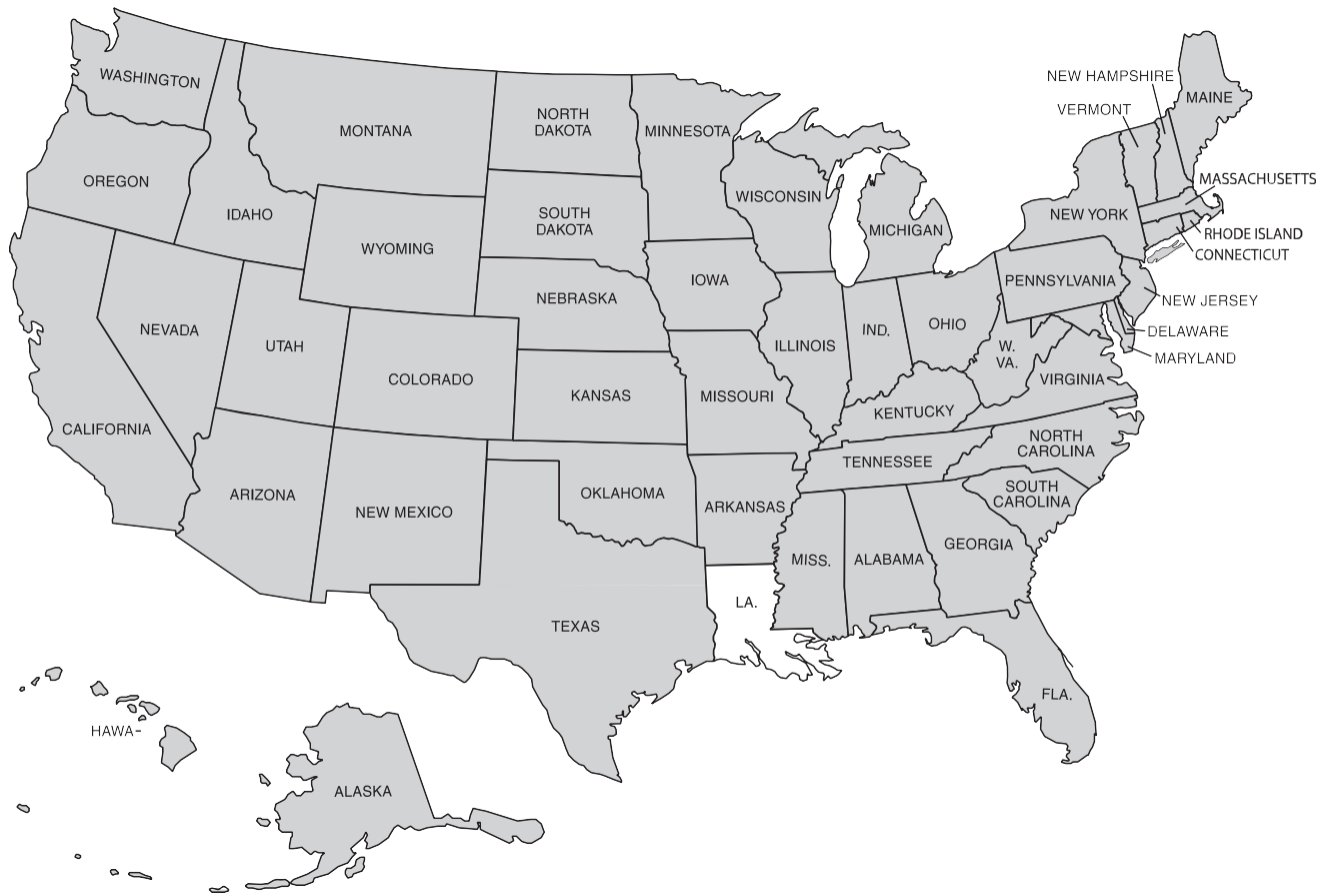 WASHINGTON
OREGON
CALIFORNIA
IDAHO
NEVADA
MONTANA
WYOMING
UTAH
ARIZONA
COLORADO
NEW MEXICO
NORTH
DAKOTA
SOUTH
DAKOTA
NEBRASKA
KANSAS
OKLAHOMA
TEXAS
MINNESOTA
IOWA
MISSOURI
ARKANSAS
LA.
WISCONSIN
ILLINOIS
MICHIGAN
IND.
OHIO
KENTUCKY
TENNESSEE
MISS.
ALABAMA
GEORGIA
FLA.
SOUTH
CAROLINA
NORTH
CAROLINA
VIRGINIA
W.
VA.
PENNSYLVANIA
NEW YORK
VERMONT
NEW HAMPSHIRE
MAINE
MASSACHUSETTS
RHODE ISLAND
CONNECTICUT
NEW JERSEY
DELAWARE
MARYLAND
HAWA-
ALASKA